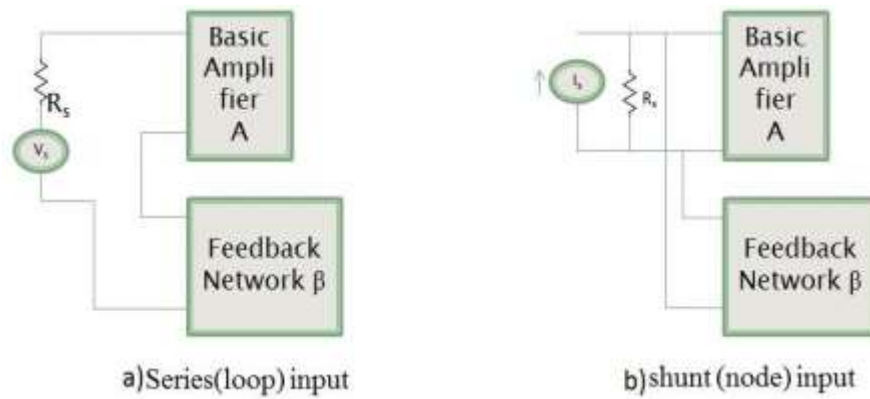 Basic
Ampli
fier
A
Rs
Vs
Feedback
Network β
a)Series(loop) input
Basic
Ampli
fier
A
Is
Rs
Feedback
Network β
b)shunt (node) input